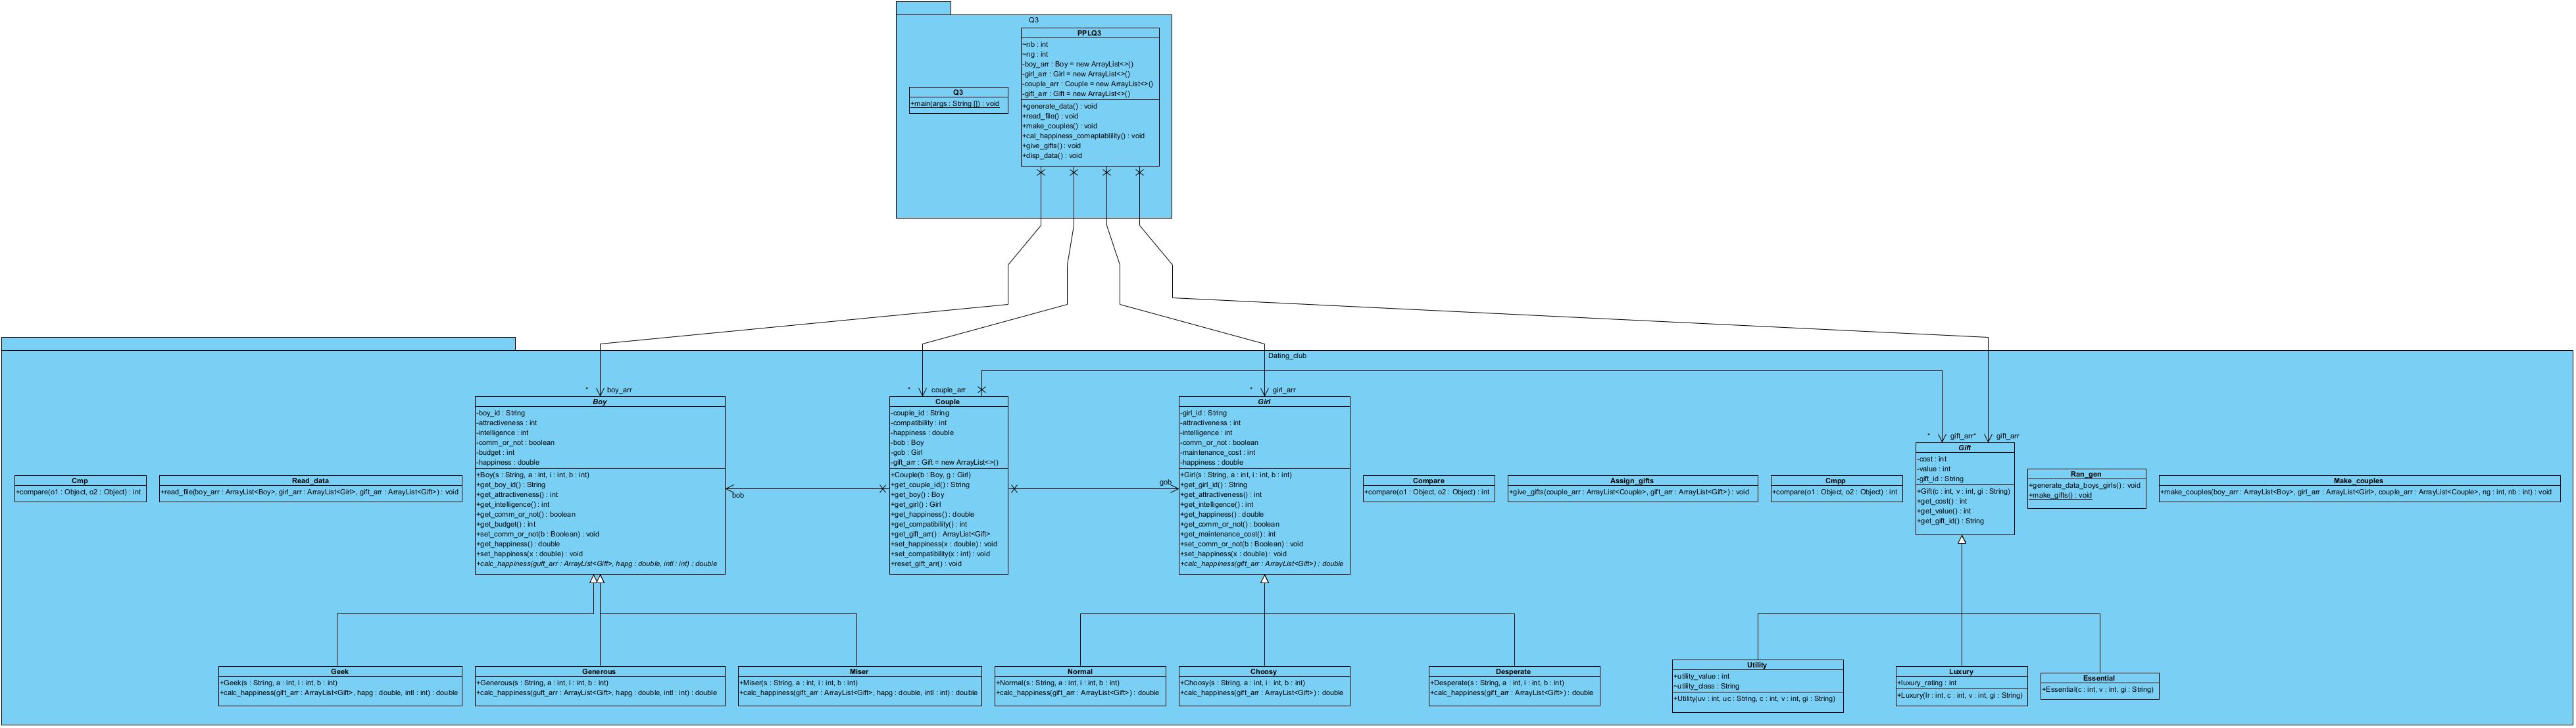 Q3
PPLQ3
~nb : int
~ng : int
-boy_arr : Boy = new ArrayList<>()
-girl_arr : Girl = new ArrayList<>()
-couple_arr : Couple = new ArrayList<>()
-gift_arr : Gift = new ArrayList<>()
+generate_data() : void
+read_file() : void
+make_couples() : void
+cal_happiness_comaptablility() : void
+give_gifts() : void
+disp_data() : void
Q3
+main(args : String []) : void
Dating_club
* boy_arr
* couple_arr
* girl_arr
* gift_arr
* gift_arr
bob
gob
Cmp
+compare(o1 : Object, o2 : Object) : int
Read_data
+read_file(boy_arr : ArrayList<Boy>, girl_arr : ArrayList<Girl>, gift_arr : ArrayList<Gift>) : void
Boy
-boy_id : String
-attractiveness : int
-intelligence : int
-comm_or_not : boolean
-budget : int
-happiness : double
+Boy(s : String, a : int, i : int, b : int)
+get_boy_id() : String
+get_attractiveness() : int
+get_intelligence() : int
+get_comm_or_not() : boolean
+get_budget() : int
+set_comm_or_not(b : Boolean) : void
+get_happiness() : double
+set_happiness(x : double) : void
+calc_happiness(guft_arr : ArrayList<Gift>, hapg : double, intl : int) : double
Couple
-couple_id : String
-compatibility : int
-happiness : double
-bob : Boy
-gob : Girl
-gift_arr : Gift = new ArrayList<>()
+Couple(b : Boy, g : Girl)
+get_couple_id() : String
+get_boy() : Boy
+get_girl() : Girl
+get_happiness() : double
+get_compatibility() : int
+get_gift_arr() : ArrayList<Gift>
+set_happiness(x : double) : void
+set_compatibility(x : int) : void
+reset_gift_arr() : void
Girl
-girl_id : String
-attractiveness : int
-intelligence : int
-comm_or_not : boolean
-maintenance_cost : int
-happiness : double
+Girl(s : String, a : int, i : int, b : int)
+get_girl_id() : String
+get_attractiveness() : int
+get_intelligence() : int
+get_happiness() : double
+get_comm_or_not() : boolean
+get_maintenance_cost() : int
+set_comm_or_not(b : Boolean) : void
+set_happiness(x : double) : void
+calc_happiness(gift_arr : ArrayList<Gift>) : double
Compare
+compare(o1 : Object, o2 : Object) : int
Assign_gifts
+give_gifts(couple_arr : ArrayList<Couple>, gift_arr : ArrayList<Gift>) : void
Cmpp
+compare(o1 : Object, o2 : Object) : int
Gift
-cost : int
-value : int
-gift_id : String
+Gift(c : int, v : int, gi : String)
+get_cost() : int
+get_value() : int
+get_gift_id() : String
Ran_gen
+generate_data_boys_girls() : void
+make_gifts() : void
Make_couples
+make_couples(boy_arr : ArrayList<Boy>, girl_arr : ArrayList<Girl>, couple_arr : ArrayList<Couple>, ng : int, nb : int) : void
Geek
+Geek(s : String, a : int, i : int, b : int)
+calc_happiness(gift_arr : ArrayList<Gift>, hapg : double, intl : int) : double
Generous
+Generous(s : String, a : int, i : int, b : int)
+calc_happiness(guft_arr : ArrayList<Gift>, hapg : double, intl : int) : double
Miser
+Miser(s : String, a : int, i : int, b : int)
+calc_happiness(gift_arr : ArrayList<Gift>, hapg : double, intl : int) : double
Normal
+Normal(s : String, a : int, i : int, b : int)
+calc_happiness(gift_arr : ArrayList<Gift>) : double
Choosy
+Choosy(s : String, a : int, i : int, b : int)
+calc_happiness(gift_arr : ArrayList<Gift>) : double
Desperate
+Desperate(s : String, a : int, i : int, b : int)
+calc_happiness(gift_arr : ArrayList<Gift>) : double
Utility
+utility_value : int
~utility_class : String
+Utility(uv : int, uc : String, c : int, v : int, gi : String)
Luxury
+luxury_rating : int
+Luxury(lr : int, c : int, v : int, gi : String)
Essential
+Essential(c : int, v : int, gi : String)